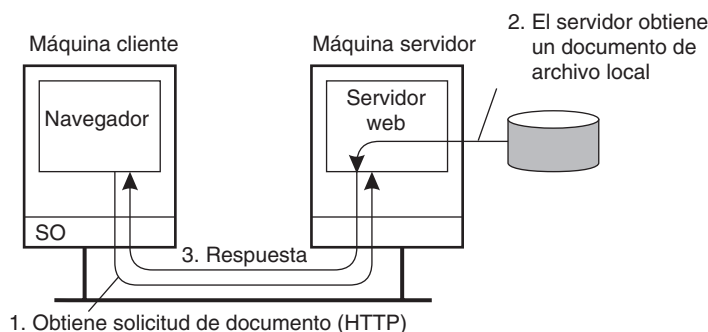 Máquina cliente
Máquina servidor
2. El servidor obtiene
un documento de
archivo local
Navegador
Servidor
web
SO
3. Respuesta
1. Obtiene solicitud de documento (HTTP)